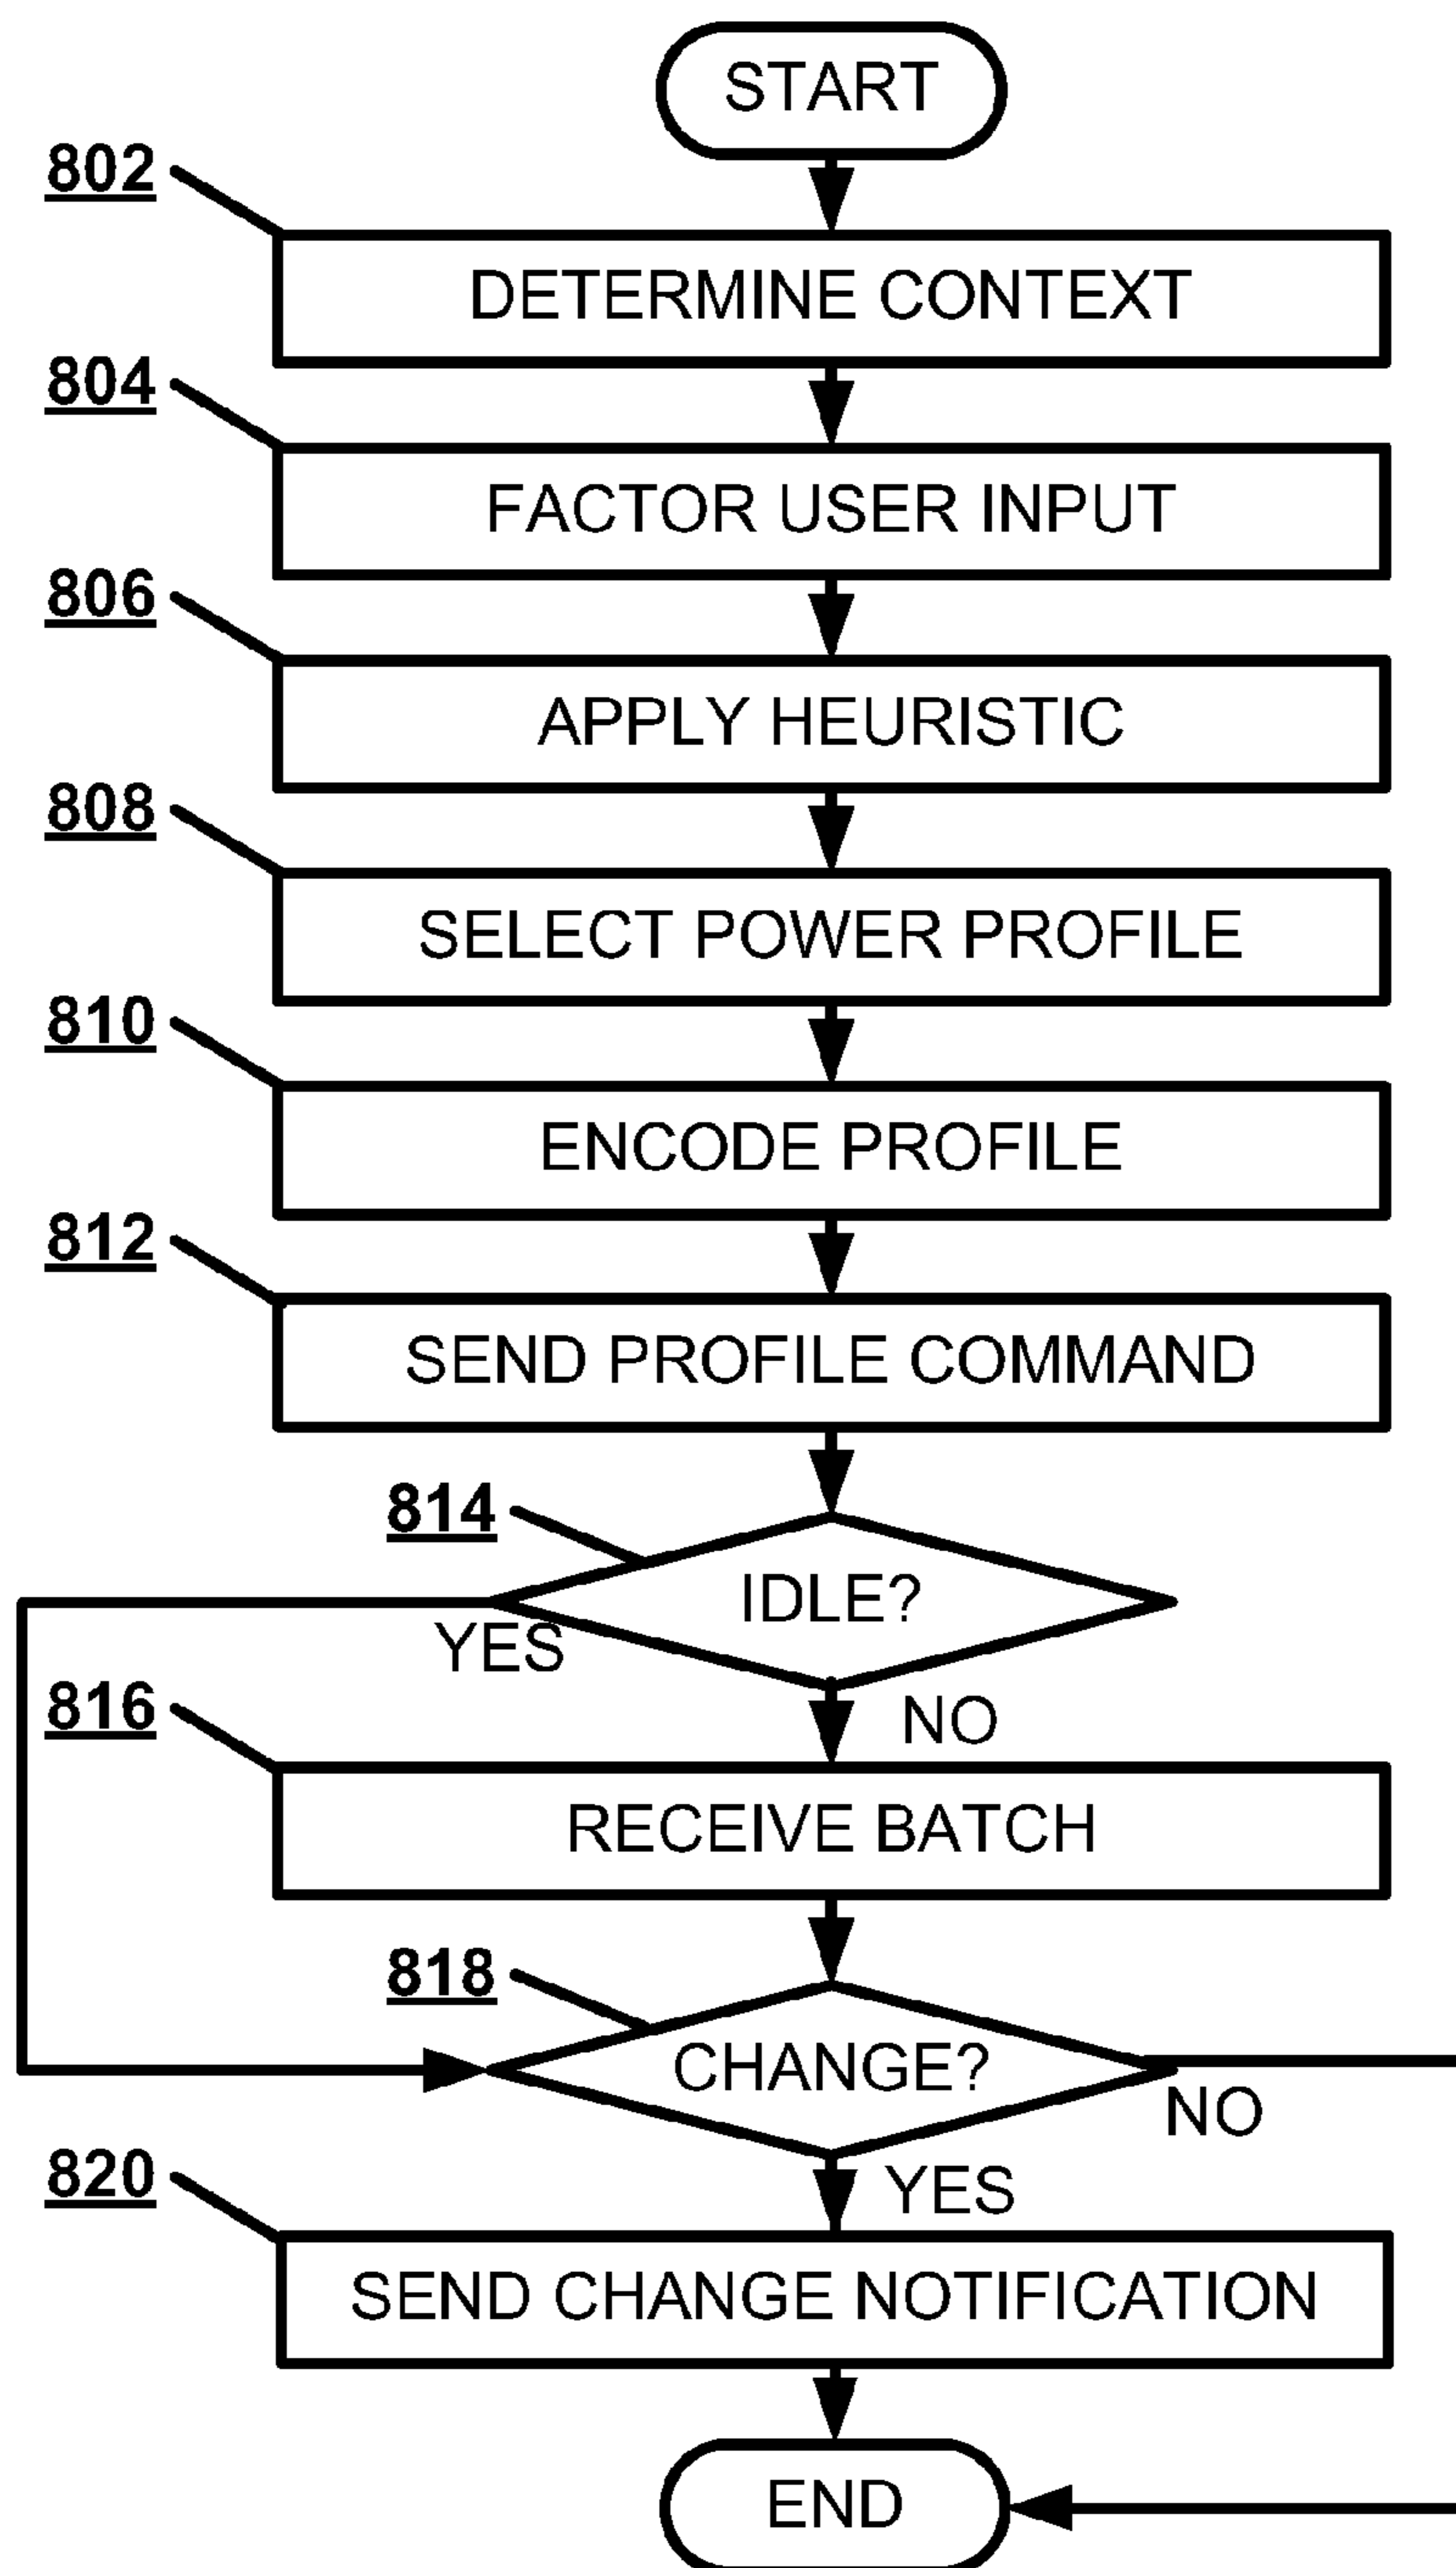 START
802
DETERMINE CONTEXT
804
FACTOR USER INPUT
806
APPLY HEURISTIC
808
SELECT POWER PROFILE
810
ENCODE PROFILE
812
SEND PROFILE COMMAND
814
IDLE?
YES
NO
816
RECEIVE BATCH
818
CHANGE?
NO
YES
820
SEND CHANGE NOTIFICATION
END